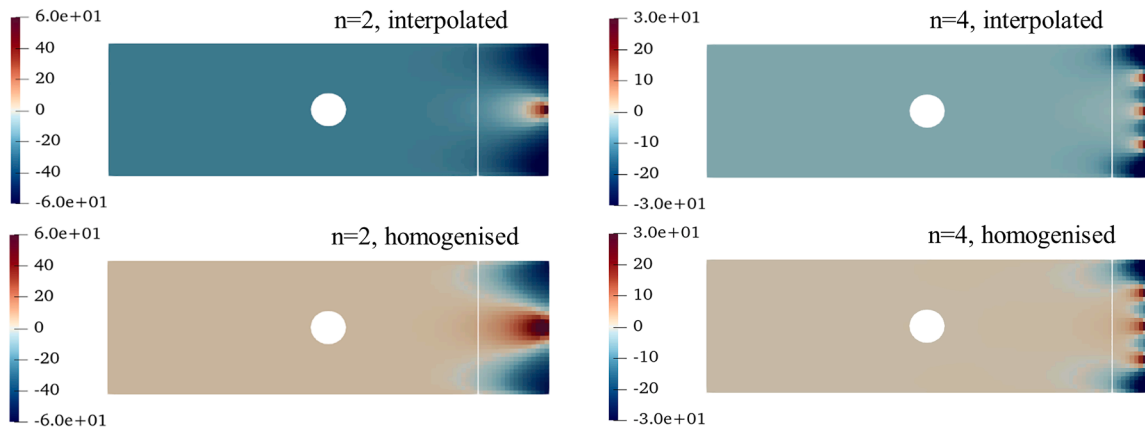 n=2, interpolated
6.0e+01
40
20
0
-20
-40
-6.0e+01
n=4, interpolated
3.0e+01
20
10
0
-10
-20
-3.0e+01
n=2, homogenised
6.0e+01
40
20
0
-20
-40
-6.0e+01
n=4, homogenised
3.0e+01
20
10
0
-10
-20
-3.0e+01